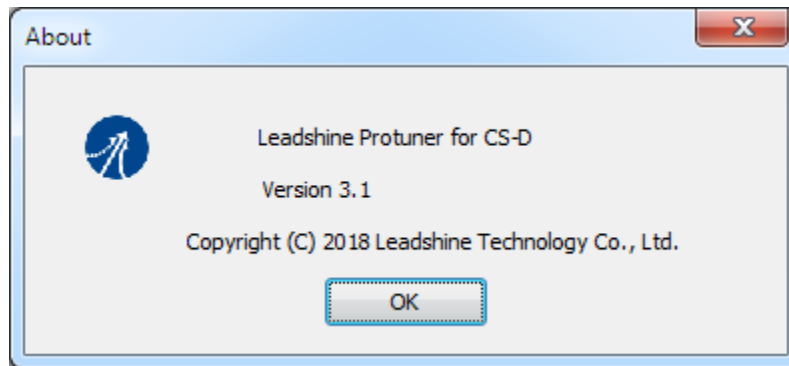 About
Leadshine Protuner for CS-D
Version 3.1
Copyright (C) 2018 Leadshine Technology Co., Ltd.
OK